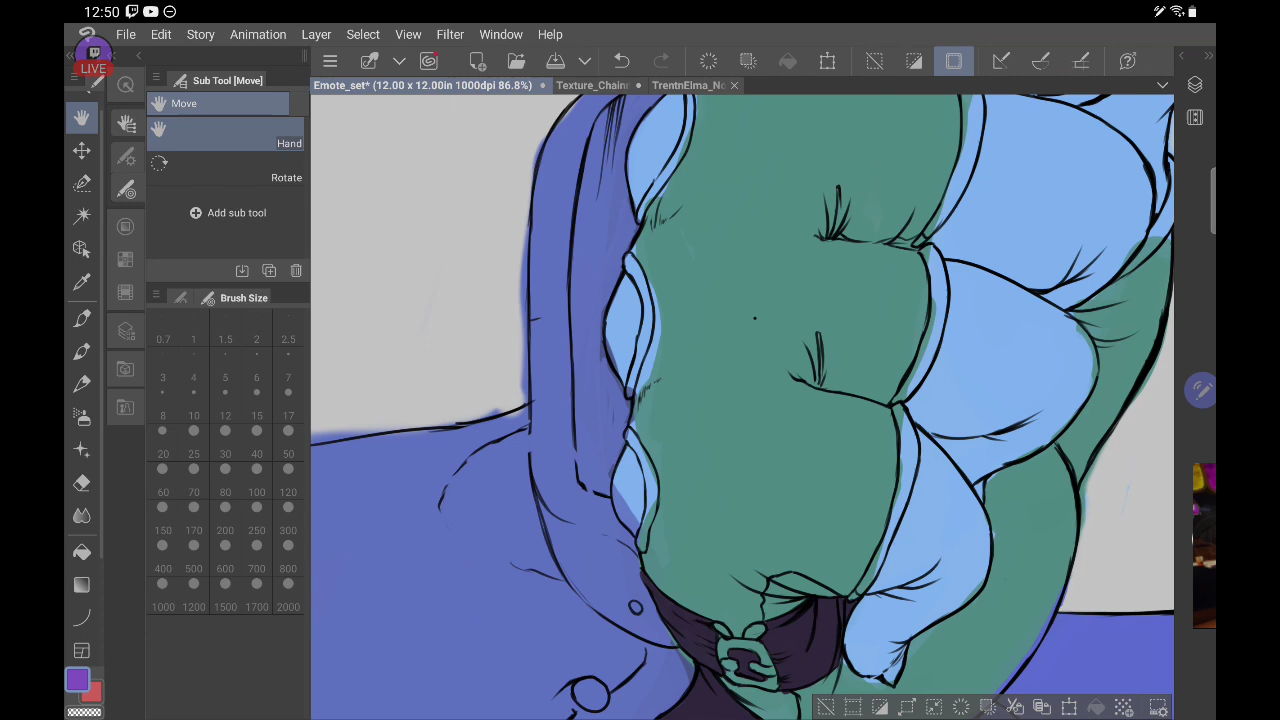 12:50
File Edit Story Animation Layer Select View Filter Window Help
LIVE
Sub Tool [Move]
Emote_set* (12.00 x 12.00in 1000dpi 86.8%)
Texture_Chainr
TrentnElma_No
Move
Hand
Rotate
Add sub tool
Brush Size
0.7 1 1.5 2 2.5
3 4 5 6 7
8 10 12 15 17
20 25 30 40 50
60 70 80 100 120
150 170 200 250 300
400 500 600 700 800
1000 1200 1500 1700 2000